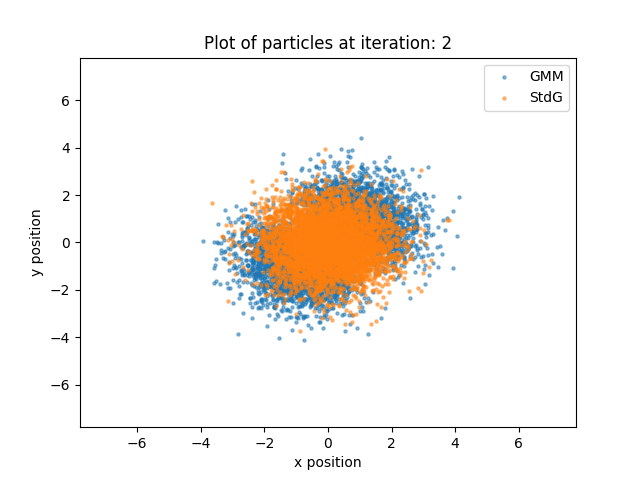 Plot of particles at iteration: 2
GMM
StdG
6
4
2
0
−2
−4
−6
y position
−6 −4 −2 0 2 4 6
x position